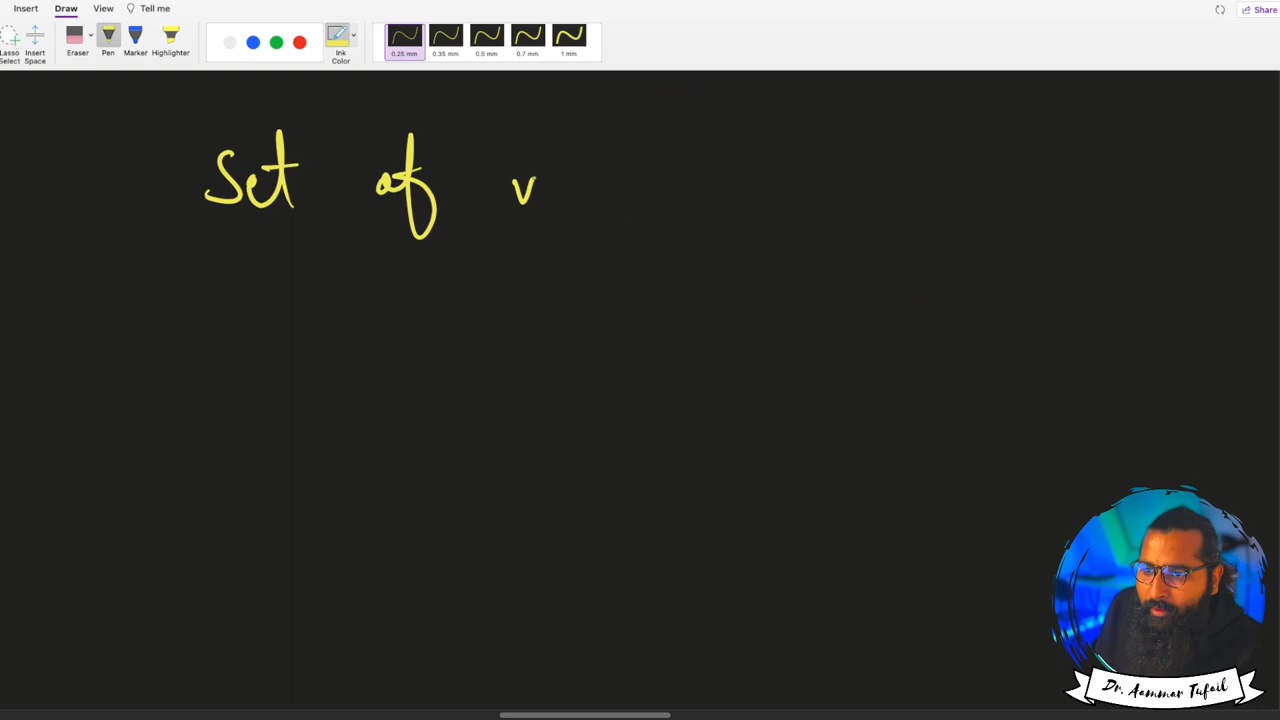 Insert Draw View Tell me Share
Lasso Select Insert Space Eraser Pen Marker Highlighter Ink Color 0.25 mm 0.35 mm 0.5 mm 0.7 mm 1 mm
Set of v
Dr. Aammar Tufail